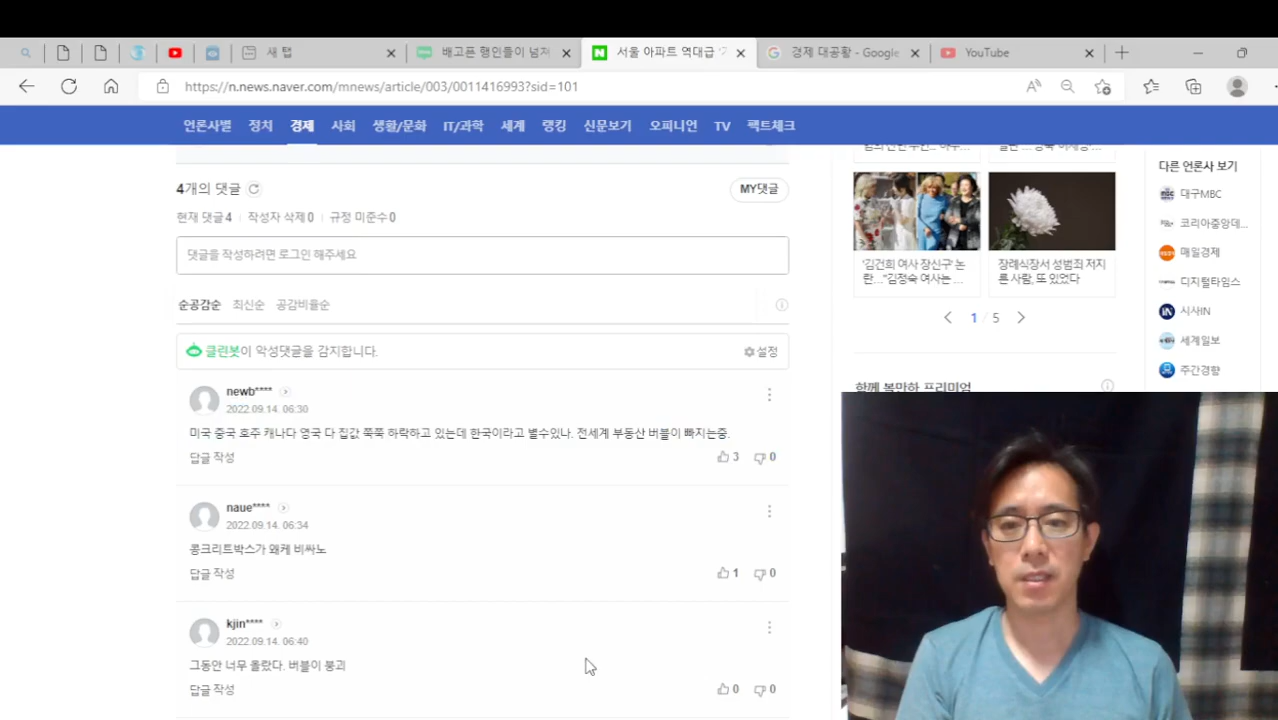 새 탭
배고픈 행인들이 넘쳐
서울 아파트 역대급 '
경제 대공황 - Google
YouTube
https://n.news.naver.com/mnews/article/003/0011416993?sid=101
언론사별 정치 경제 사회 생활/문화 IT/과학 세계 랭킹 신문보기 오피니언 TV 팩트체크
4개의 댓글
MY댓글
현재 댓글4 작성자 삭제0 규정 미준수0
댓글을 작성하려면 로그인 해주세요
순공감순 최신순 공감비율순
클린봇이 악성댓글을 감지합니다.
설정
newb****
2022.09.14. 06:30
미국 중국 호주 캐나다 영국 다 집값 쭉쭉 하락하고 있는데 한국이라고 별수있나. 전세계 부동산 버블이 빠지는중.
답글 작성
3 0
naue****
2022.09.14. 06:34
콩크리트박스가 왜케 비싸노
답글 작성
1 0
kjin****
2022.09.14. 06:40
그동안 너무 올랐다. 버블이 붕괴
답글 작성
0 0
'김건희 여사 장신구' 논
란…"김정숙 여사는 …
장례식장서 성범죄 저지
른 사람, 또 있었다
1 / 5
함께 볼만한 프리미엄
다른 언론사 보기
대구MBC
코리아중앙데...
매일경제
디지털타임스
시사IN
세계일보
주간경향